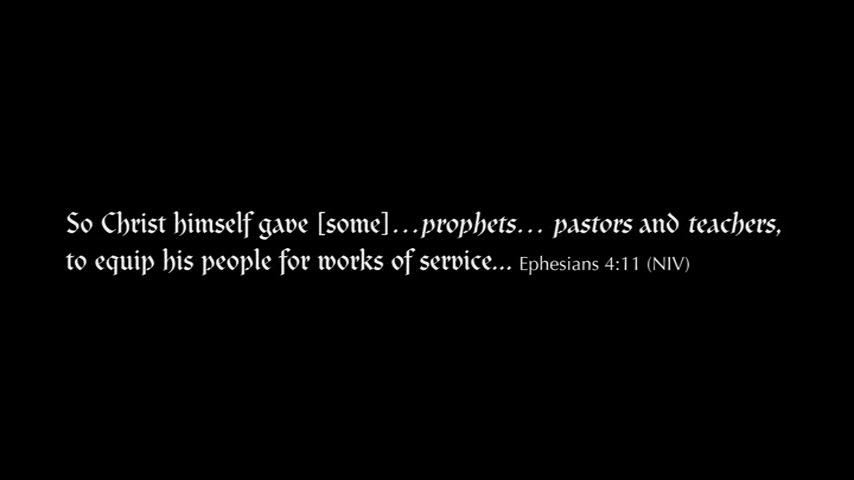 So Christ himself gave [some]...prophets... pastors and teachers,
to equip his people for works of service... Ephesians 4:11 (NIV)